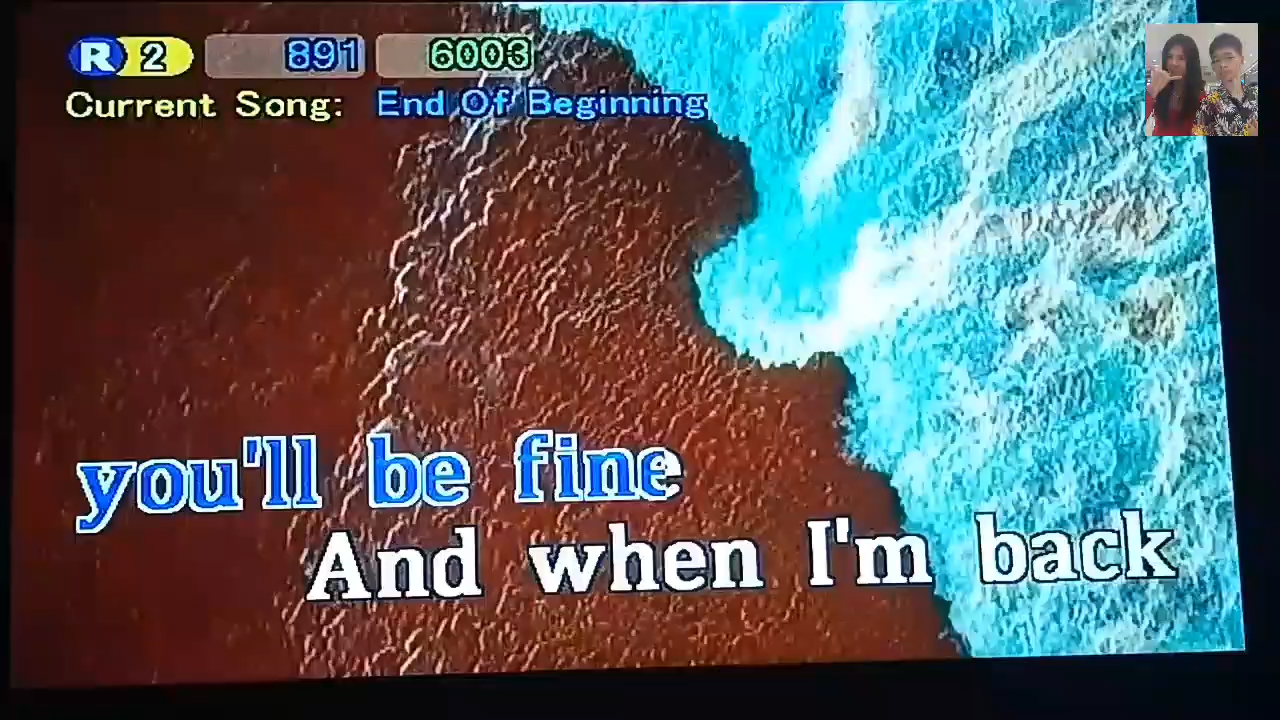 R 2 891 6003
Current Song: End Of Beginning
you'll be fine
And when I'm back